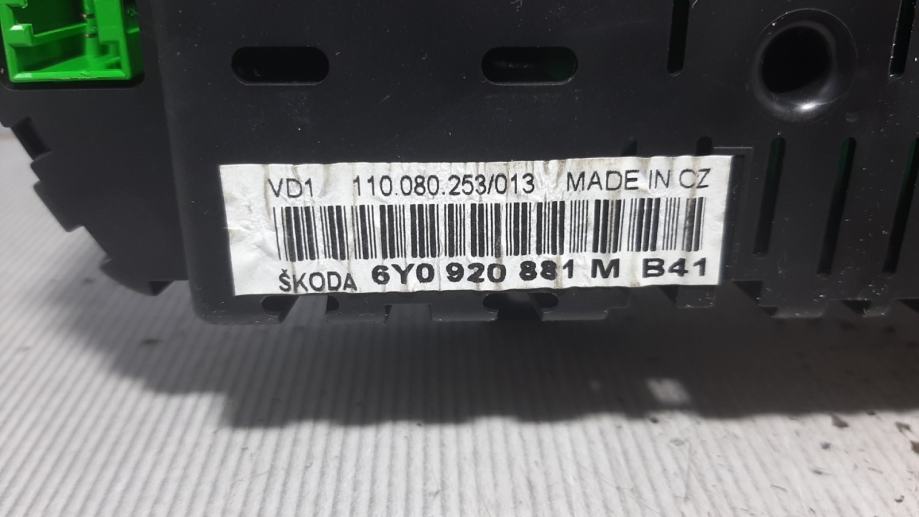 VD1 110.080.253/013 MADE IN CZ
ŠKODA 6Y0 920 881 M B41